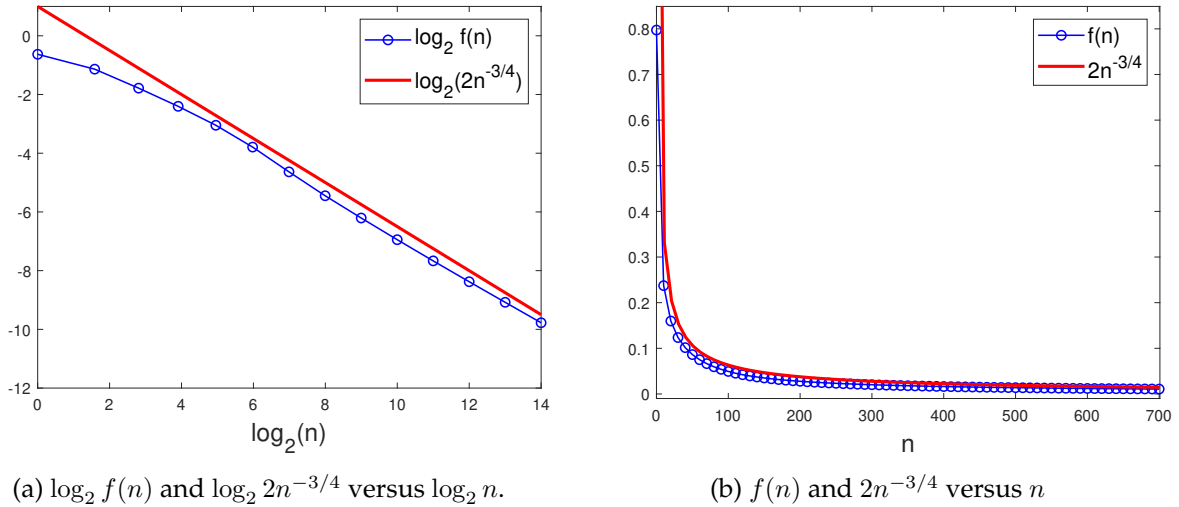 0
-2
-4
-6
-8
-10
-12
0 2 4 6 8 10 12 14
log₂(n)
log₂ f(n)
log₂(2n⁻³/⁴)
0.8
0.7
0.6
0.5
0.4
0.3
0.2
0.1
0
0 100 200 300 400 500 600 700
n
f(n)
2n⁻³/⁴
(a) log₂ f(n) and log₂ 2n⁻³/⁴ versus log₂ n.
(b) f(n) and 2n⁻³/⁴ versus n